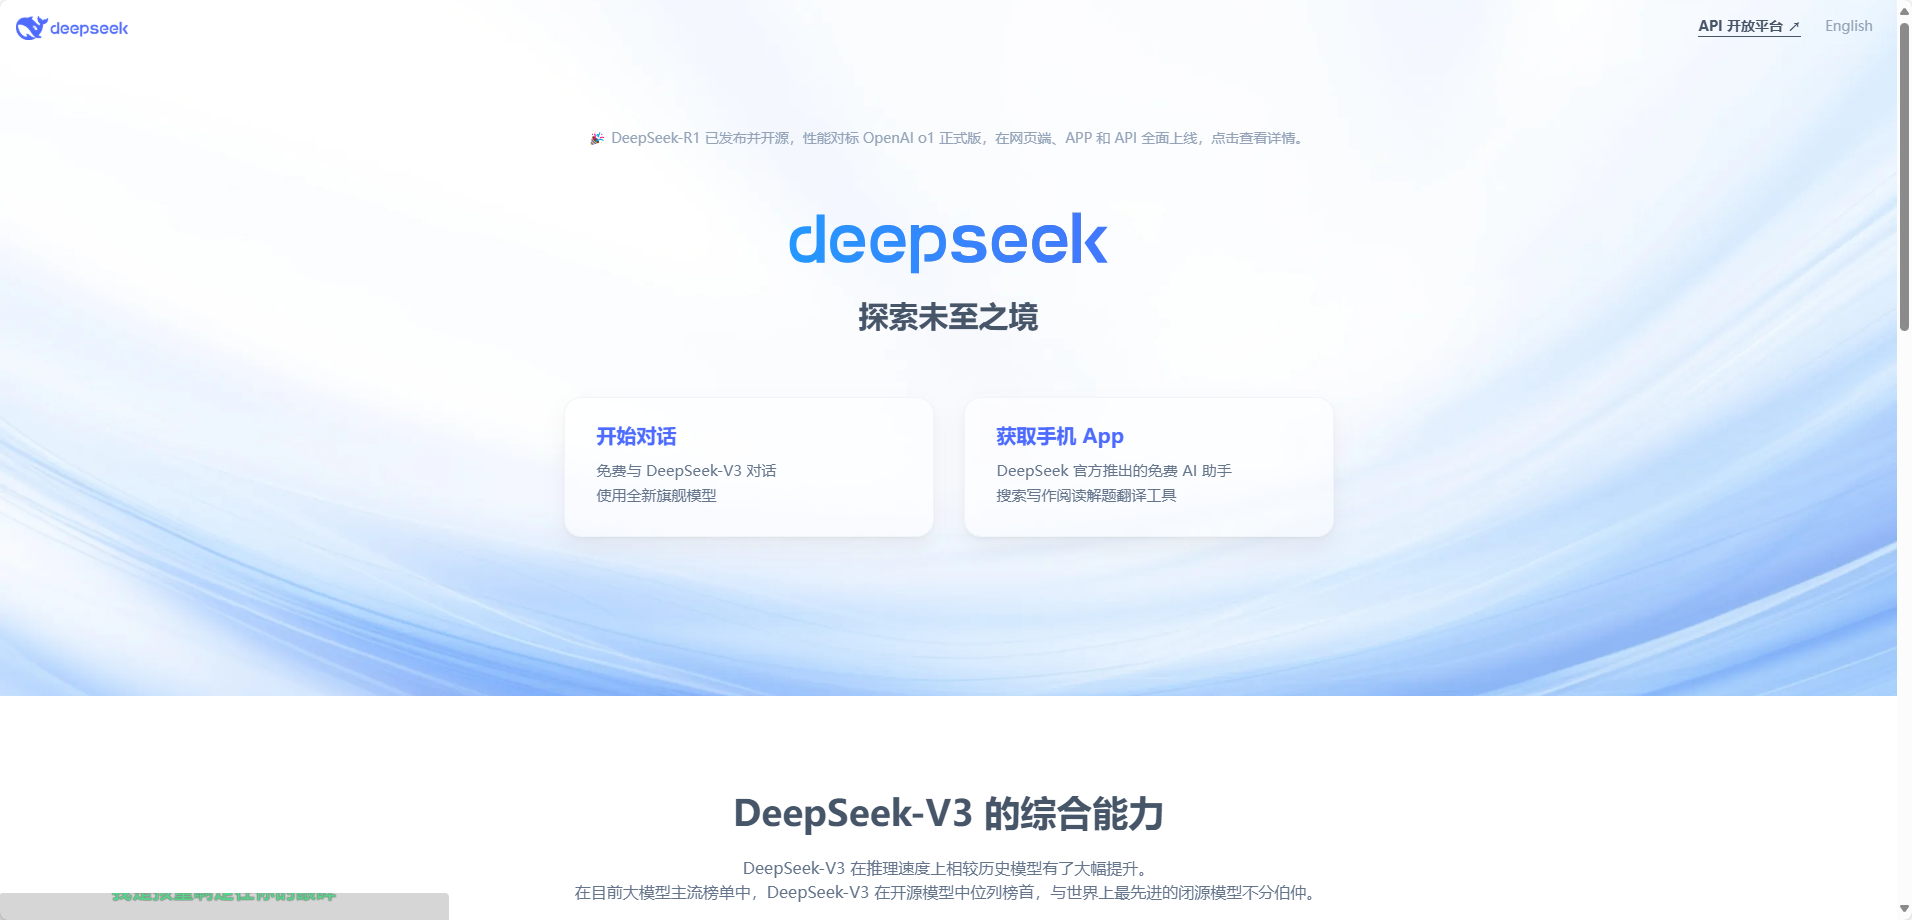 deepseek
API 开放平台 ↗
English
🎉 DeepSeek-R1 已发布并开源，性能对标 OpenAI o1 正式版，在网页端、APP 和 API 全面上线，点击查看详情。
deepseek
探索未至之境
开始对话
免费与 DeepSeek-V3 对话
使用全新旗舰模型
获取手机 App
DeepSeek 官方推出的免费 AI 助手
搜索写作阅读解题翻译工具
DeepSeek-V3 的综合能力
DeepSeek-V3 在推理速度上相较历史模型有了大幅提升。
在目前大模型主流榜单中，DeepSeek-V3 在开源模型中位列榜首，与世界上最先进的闭源模型不分伯仲。